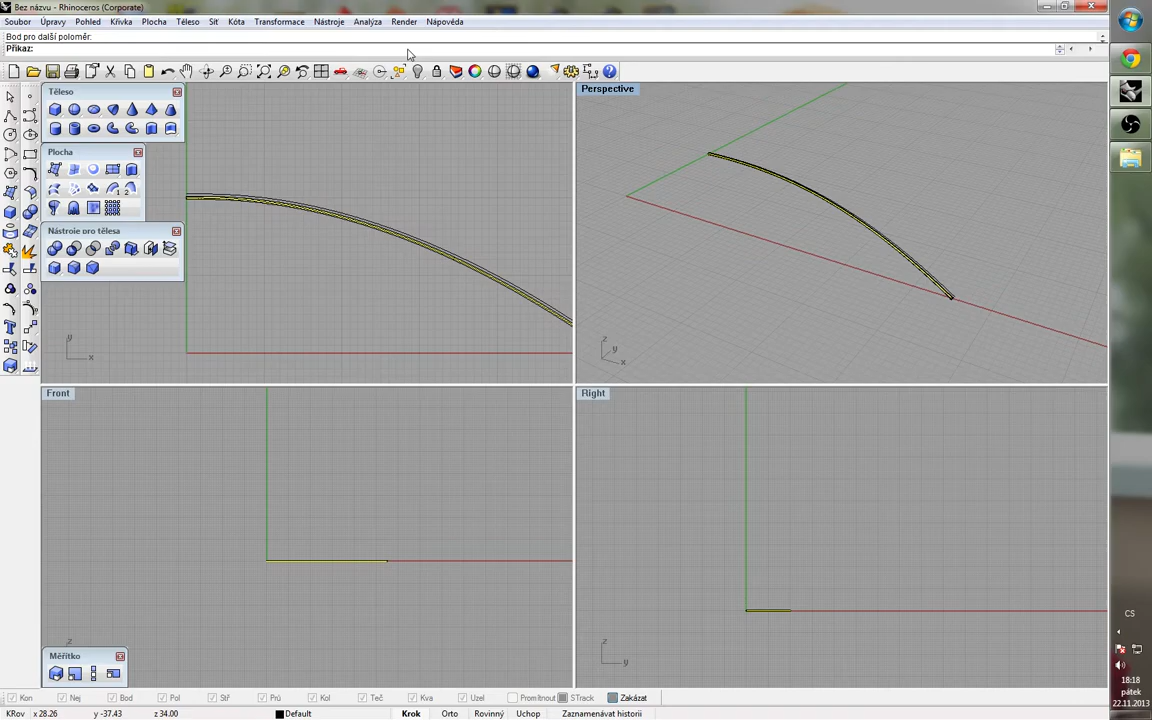 Bez názvu - Rhinoceros (Corporate)
Soubor Úpravy Pohled Křivka Plocha Těleso Síť Kóta Transformace Nástroje Analýza Render Nápověda
Bod pro další poloměr:
Příkaz:
Těleso
Plocha
1 2
Nástroje pro tělesa
Perspective
y
x
z
y
x
Front
Right
z
z
y
Měřítko
CS
18:18
pátek
22.11.2013
Kon Nej Bod Pol Stř Prů Kol Teč Kva Uzel Promítnout STrack Zakázat
KRov x 28.26 y -37.43 z 34.00 Default Krok Orto Rovinný Uchop Zaznamenávat historii